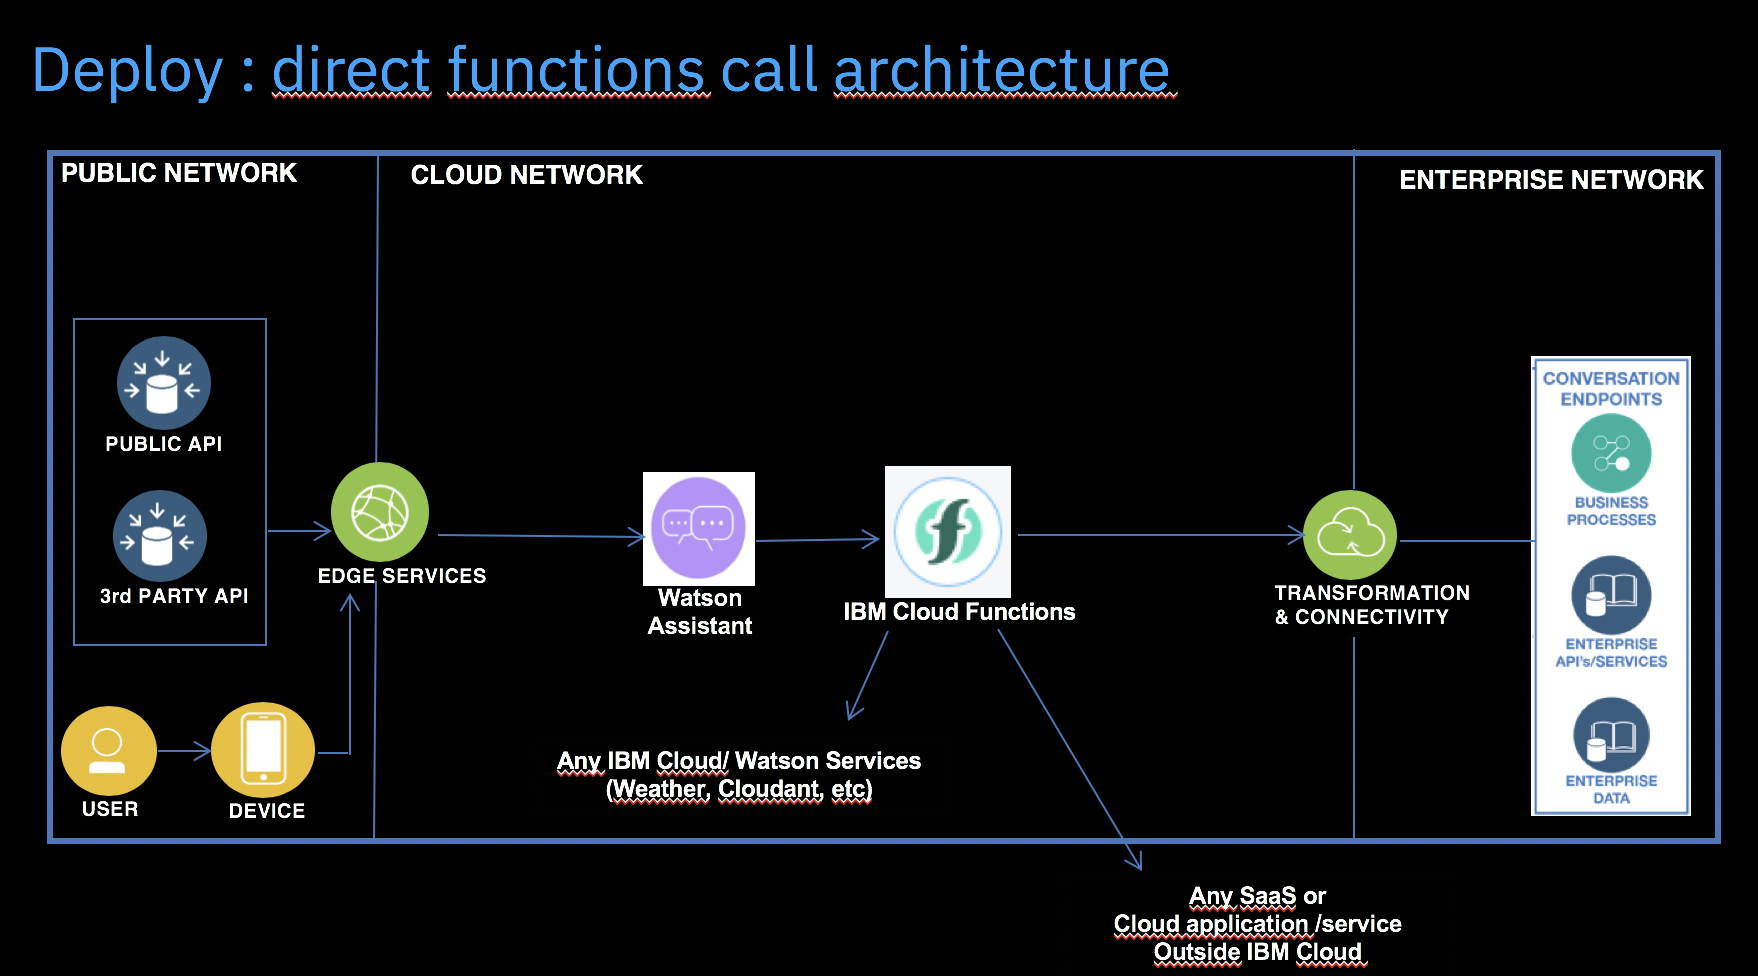 Deploy : direct functions call architecture
PUBLIC NETWORK
CLOUD NETWORK
ENTERPRISE NETWORK
PUBLIC API
3rd PARTY API
EDGE SERVICES
USER
DEVICE
Watson
Assistant
IBM Cloud Functions
Any IBM Cloud/ Watson Services
(Weather, Cloudant, etc)
TRANSFORMATION
& CONNECTIVITY
CONVERSATION
ENDPOINTS
BUSINESS
PROCESSES
ENTERPRISE
API's/SERVICES
ENTERPRISE
DATA
Any SaaS or
Cloud application /service
Outside IBM Cloud